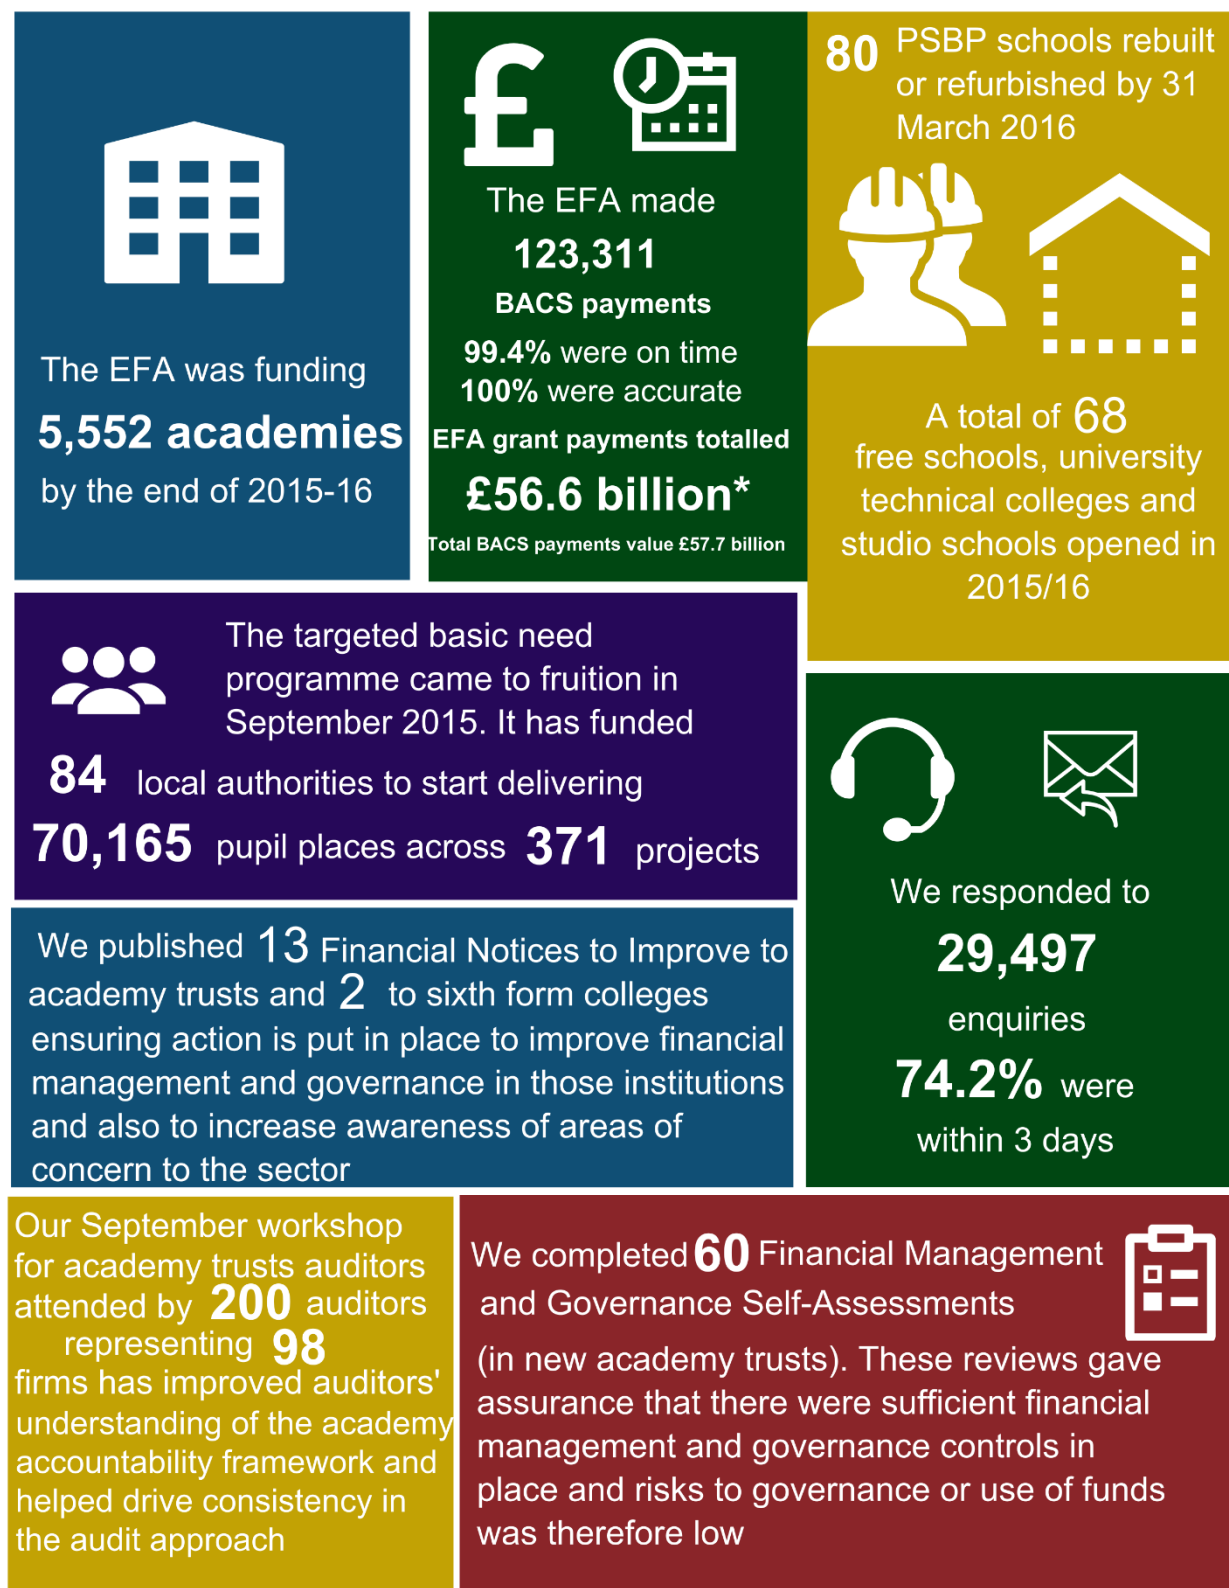 The EFA was funding
5,552 academies
by the end of 2015-16
£
The EFA made
123,311
BACS payments
99.4% were on time
100% were accurate
EFA grant payments totalled
£56.6 billion*
Total BACS payments value £57.7 billion
80 PSBP schools rebuilt
or refurbished by 31
March 2016
A total of 68
free schools, university
technical colleges and
studio schools opened in
2015/16
The targeted basic need
programme came to fruition in
September 2015. It has funded
84 local authorities to start delivering
70,165 pupil places across 371 projects
We responded to
29,497
enquiries
74.2% were
within 3 days
We published 13 Financial Notices to Improve to
academy trusts and 2 to sixth form colleges
ensuring action is put in place to improve financial
management and governance in those institutions
and also to increase awareness of areas of
concern to the sector
Our September workshop
for academy trusts auditors
attended by 200 auditors
representing 98
firms has improved auditors'
understanding of the academy
accountability framework and
helped drive consistency in
the audit approach
We completed 60 Financial Management
and Governance Self-Assessments
(in new academy trusts). These reviews gave
assurance that there were sufficient financial
management and governance controls in
place and risks to governance or use of funds
was therefore low